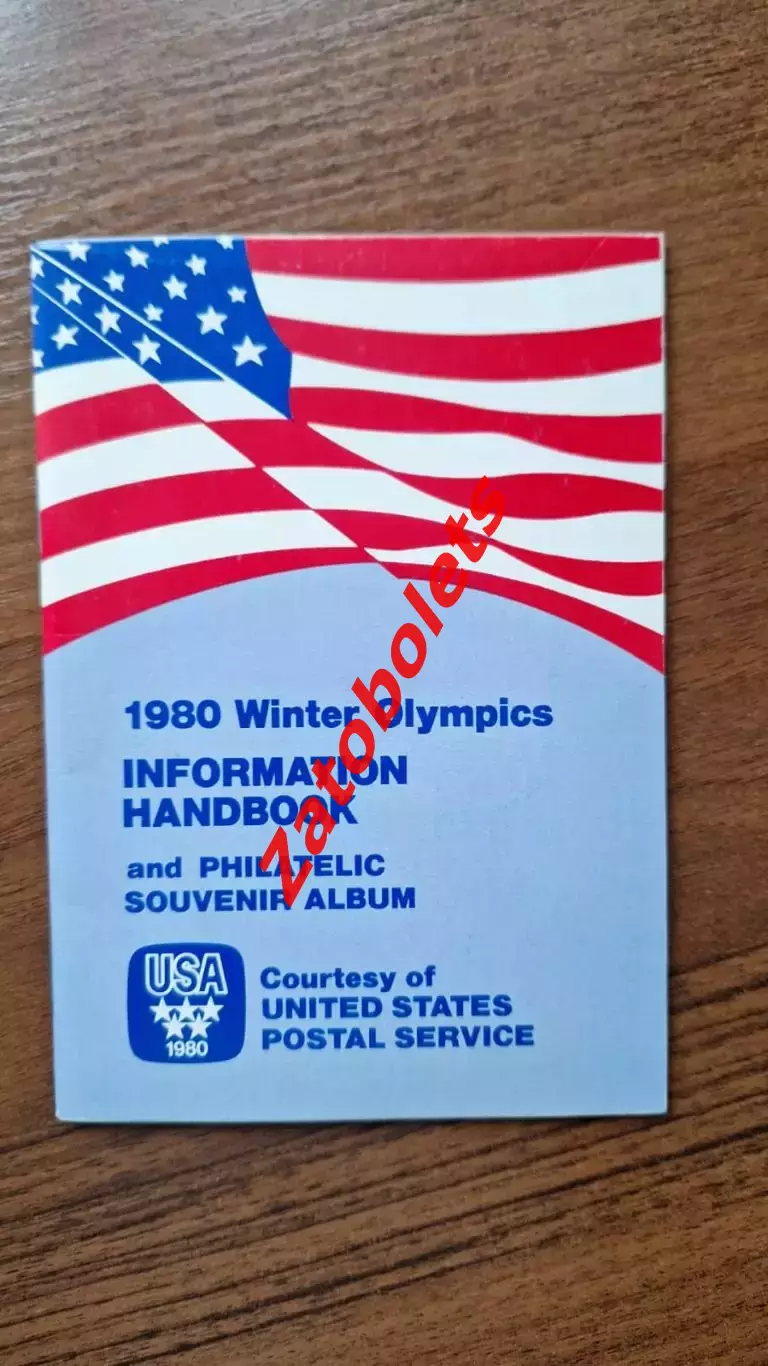 1980 Winter Olympics
INFORMATION
HANDBOOK
and PHILATELIC
SOUVENIR ALBUM
USA
1980
Courtesy of
UNITED STATES
POSTAL SERVICE
Zatobolets